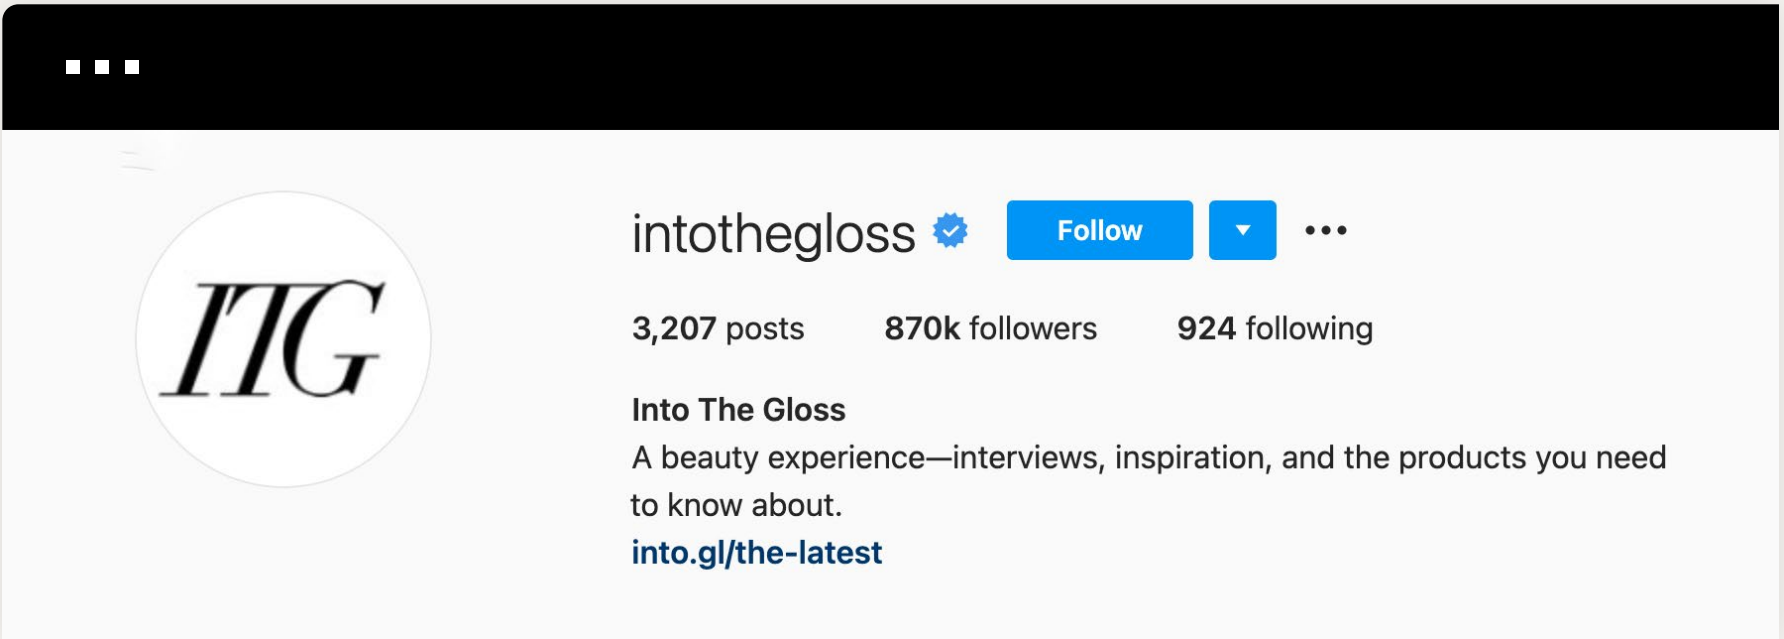 intothegloss Follow
ITG
3,207 posts 870k followers 924 following
Into The Gloss
A beauty experience—interviews, inspiration, and the products you need
to know about.
into.gl/the-latest